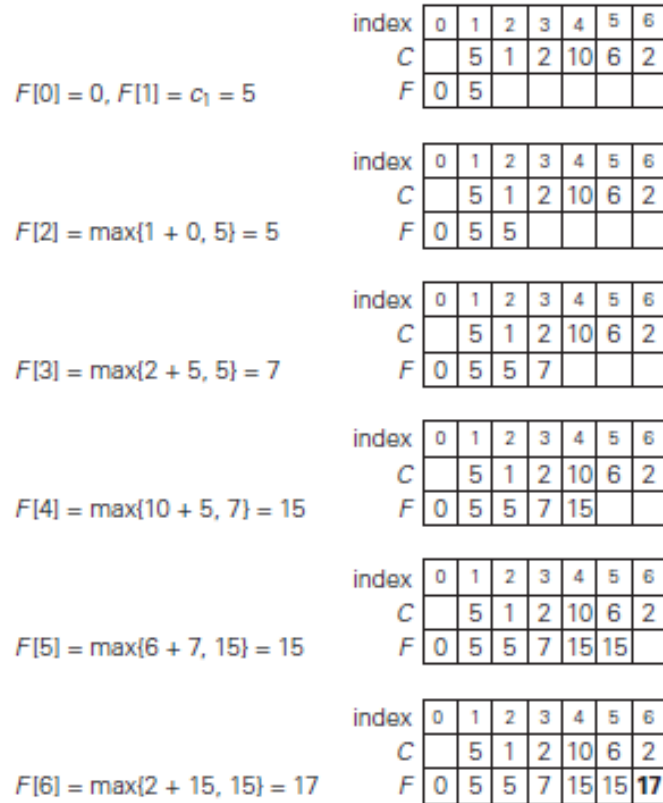 index 0 1 2 3 4 5 6
C 5 1 2 10 6 2
F[0] = 0, F[1] = c₁ = 5 F 0 5
index 0 1 2 3 4 5 6
C 5 1 2 10 6 2
F[2] = max{1 + 0, 5} = 5 F 0 5 5
index 0 1 2 3 4 5 6
C 5 1 2 10 6 2
F[3] = max{2 + 5, 5} = 7 F 0 5 5 7
index 0 1 2 3 4 5 6
C 5 1 2 10 6 2
F[4] = max{10 + 5, 7} = 15 F 0 5 5 7 15
index 0 1 2 3 4 5 6
C 5 1 2 10 6 2
F[5] = max{6 + 7, 15} = 15 F 0 5 5 7 15 15
index 0 1 2 3 4 5 6
C 5 1 2 10 6 2
F[6] = max{2 + 15, 15} = 17 F 0 5 5 7 15 15 17